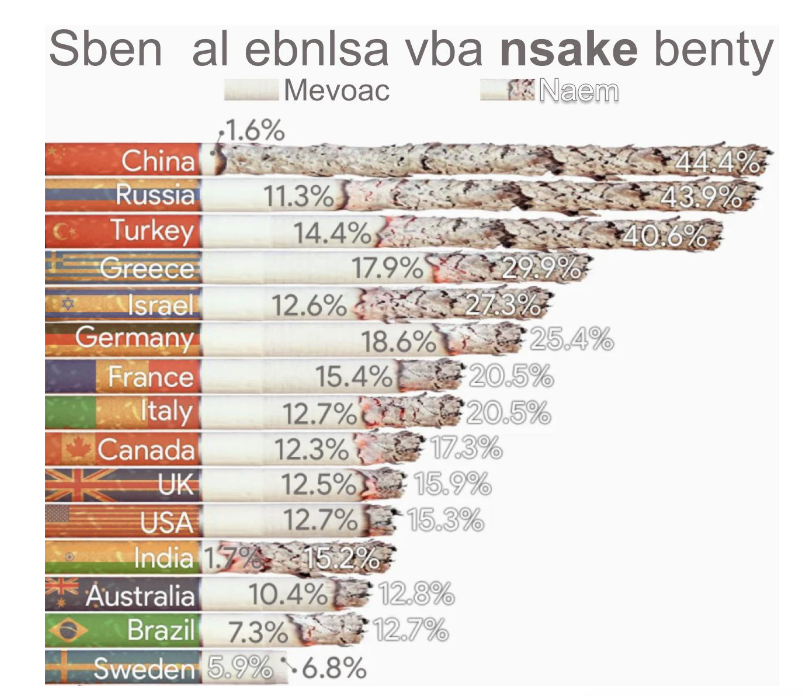 Sben al ebnlsa vba nsake benty
Mevoac Naem
1.6%
China 44.4%
Russia 11.3% 43.9%
Turkey 14.4% 40.6%
Greece 17.9% 29.9%
Israel 12.6% 27.3%
Germany 18.6% 25.4%
France 15.4% 20.5%
Italy 12.7% 20.5%
Canada 12.3% 17.3%
UK 12.5% 15.9%
USA 12.7% 15.3%
India 1.7% 15.2%
Australia 10.4% 12.8%
Brazil 7.3% 12.7%
Sweden 5.9% 6.8%